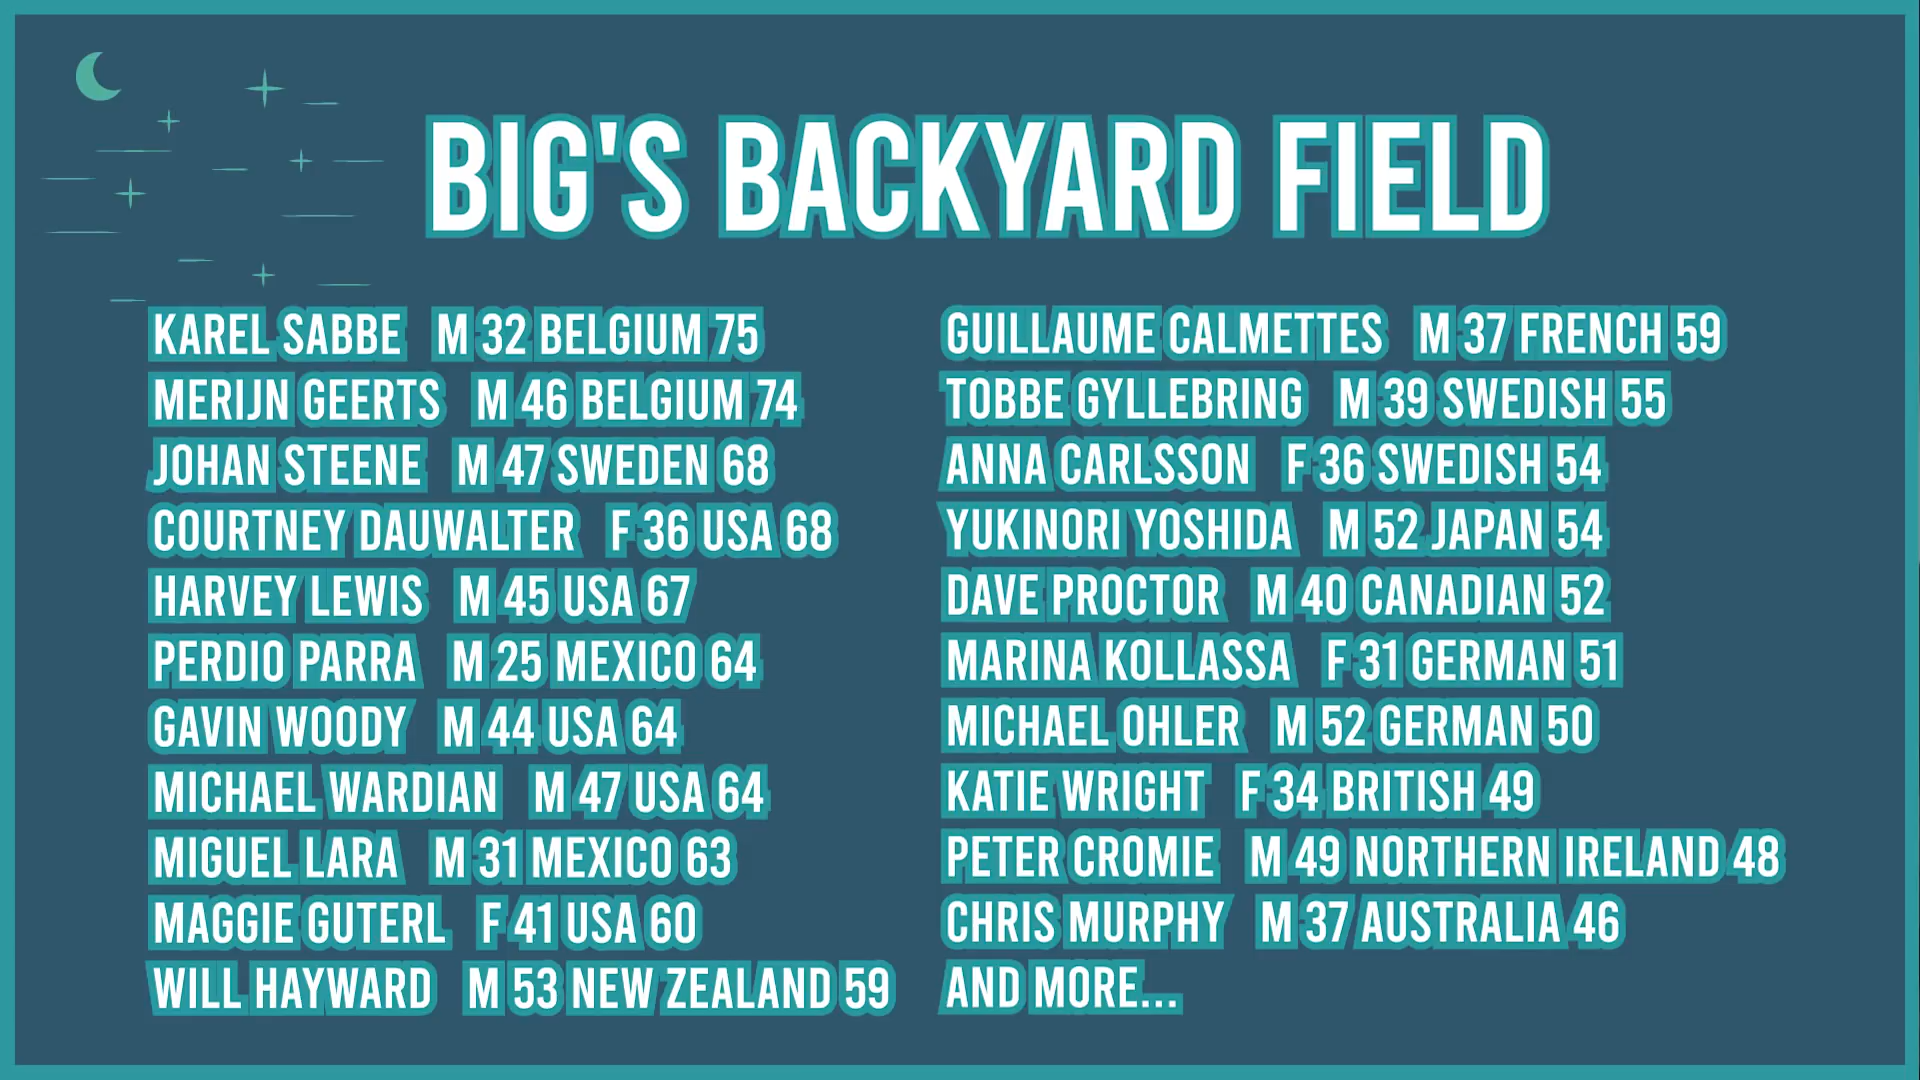 BIG'S BACKYARD FIELD
KAREL SABBE M 32 BELGIUM 75
MERIJN GEERTS M 46 BELGIUM 74
JOHAN STEENE M 47 SWEDEN 68
COURTNEY DAUWALTER F 36 USA 68
HARVEY LEWIS M 45 USA 67
PERDIO PARRA M 25 MEXICO 64
GAVIN WOODY M 44 USA 64
MICHAEL WARDIAN M 47 USA 64
MIGUEL LARA M 31 MEXICO 63
MAGGIE GUTERL F 41 USA 60
WILL HAYWARD M 53 NEW ZEALAND 59
GUILLAUME CALMETTES M 37 FRENCH 59
TOBBE GYLLEBRING M 39 SWEDISH 55
ANNA CARLSSON F 36 SWEDISH 54
YUKINORI YOSHIDA M 52 JAPAN 54
DAVE PROCTOR M 40 CANADIAN 52
MARINA KOLLASSA F 31 GERMAN 51
MICHAEL OHLER M 52 GERMAN 50
KATIE WRIGHT F 34 BRITISH 49
PETER CROMIE M 49 NORTHERN IRELAND 48
CHRIS MURPHY M 37 AUSTRALIA 46
AND MORE...